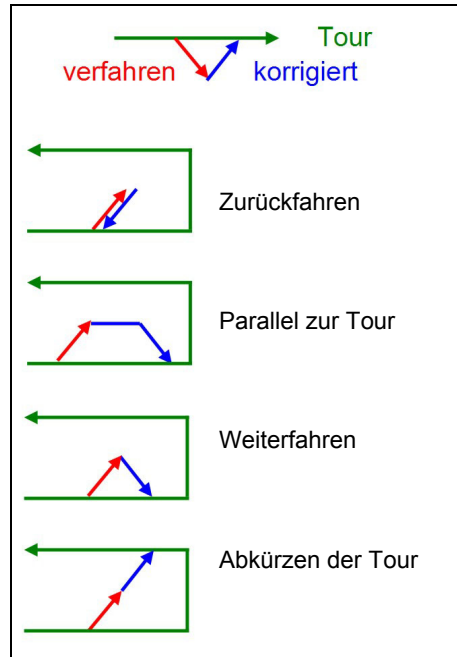 Tour
verfahren korrigiert
Zurückfahren
Parallel zur Tour
Weiterfahren
Abkürzen der Tour